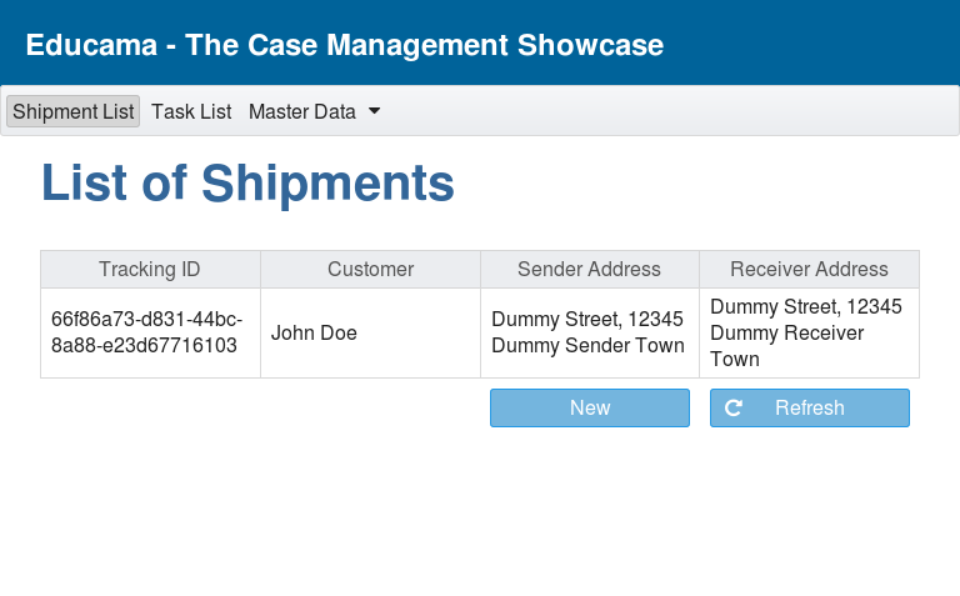 Educama - The Case Management Showcase
Shipment List Task List Master Data
List of Shipments
Tracking ID Customer Sender Address Receiver Address
66f86a73-d831-44bc-
8a88-e23d67716103
John Doe
Dummy Street, 12345
Dummy Sender Town
Dummy Street, 12345
Dummy Receiver
Town
New Refresh